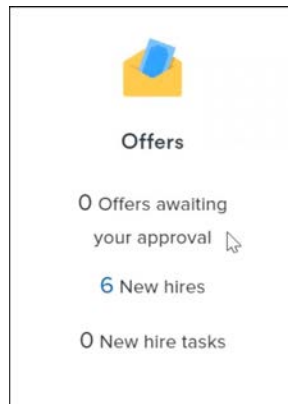 Offers
0 Offers awaiting
your approval
6 New hires
0 New hire tasks